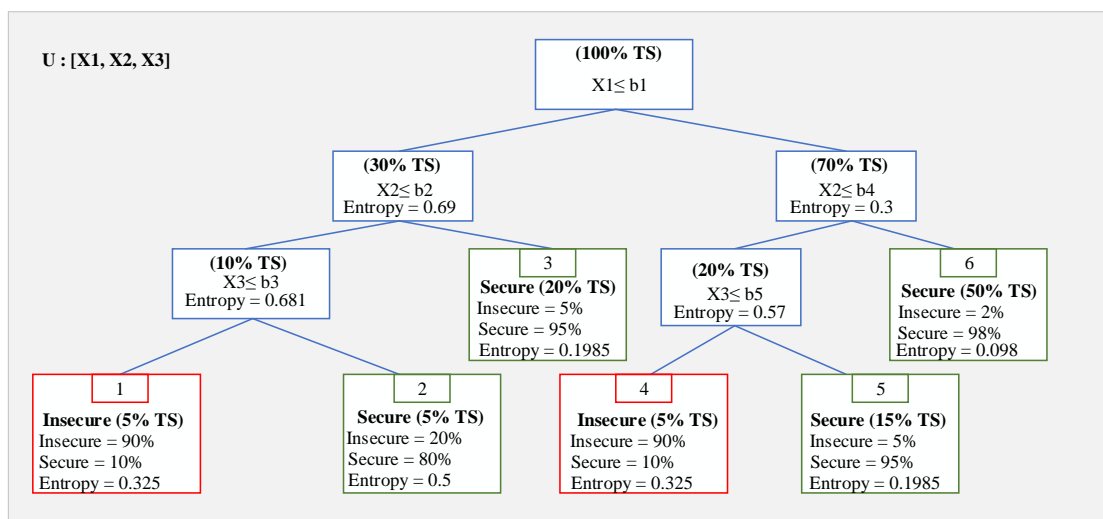 U : [X1, X2, X3]
(100% TS)
X1≤ b1
(30% TS)
X2≤ b2
Entropy = 0.69
(70% TS)
X2≤ b4
Entropy = 0.3
(10% TS)
X3≤ b3
Entropy = 0.681
3
Secure (20% TS)
Insecure = 5%
Secure = 95%
Entropy = 0.1985
(20% TS)
X3≤ b5
Entropy = 0.57
6
Secure (50% TS)
Insecure = 2%
Secure = 98%
Entropy = 0.098
1
Insecure (5% TS)
Insecure = 90%
Secure = 10%
Entropy = 0.325
2
Secure (5% TS)
Insecure = 20%
Secure = 80%
Entropy = 0.5
4
Insecure (5% TS)
Insecure = 90%
Secure = 10%
Entropy = 0.325
5
Secure (15% TS)
Insecure = 5%
Secure = 95%
Entropy = 0.1985